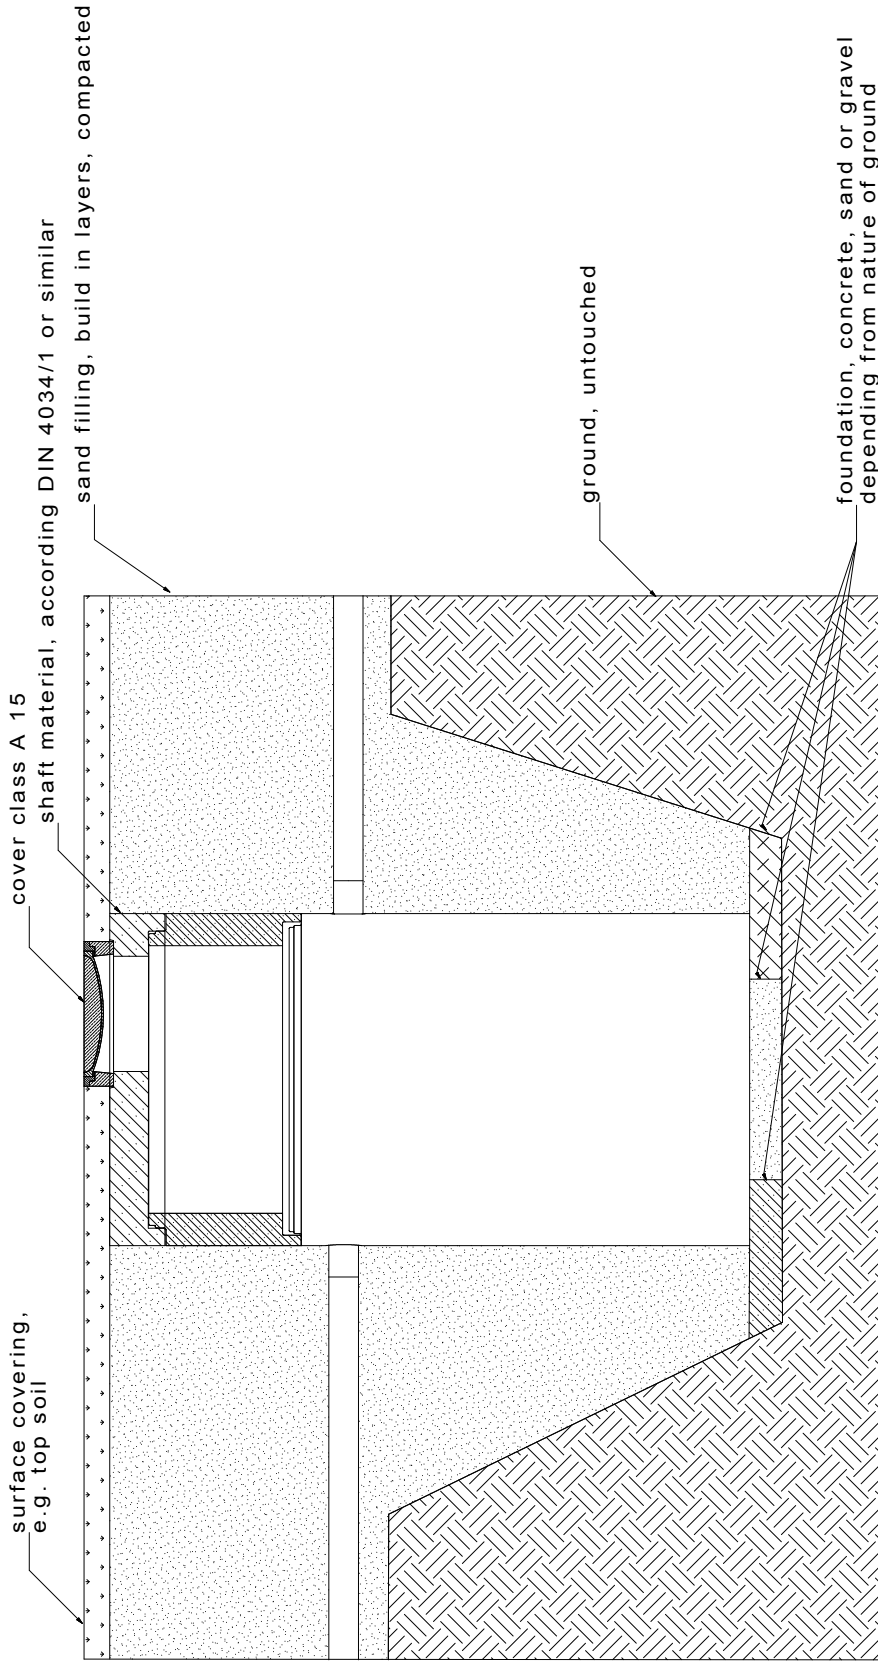 surface covering,
e.g. top soil
cover class A 15
shaft material, according DIN 4034/1 or similar
sand filling, build in layers, compacted
ground, untouched
foundation, concrete, sand or gravel
depending from nature of ground